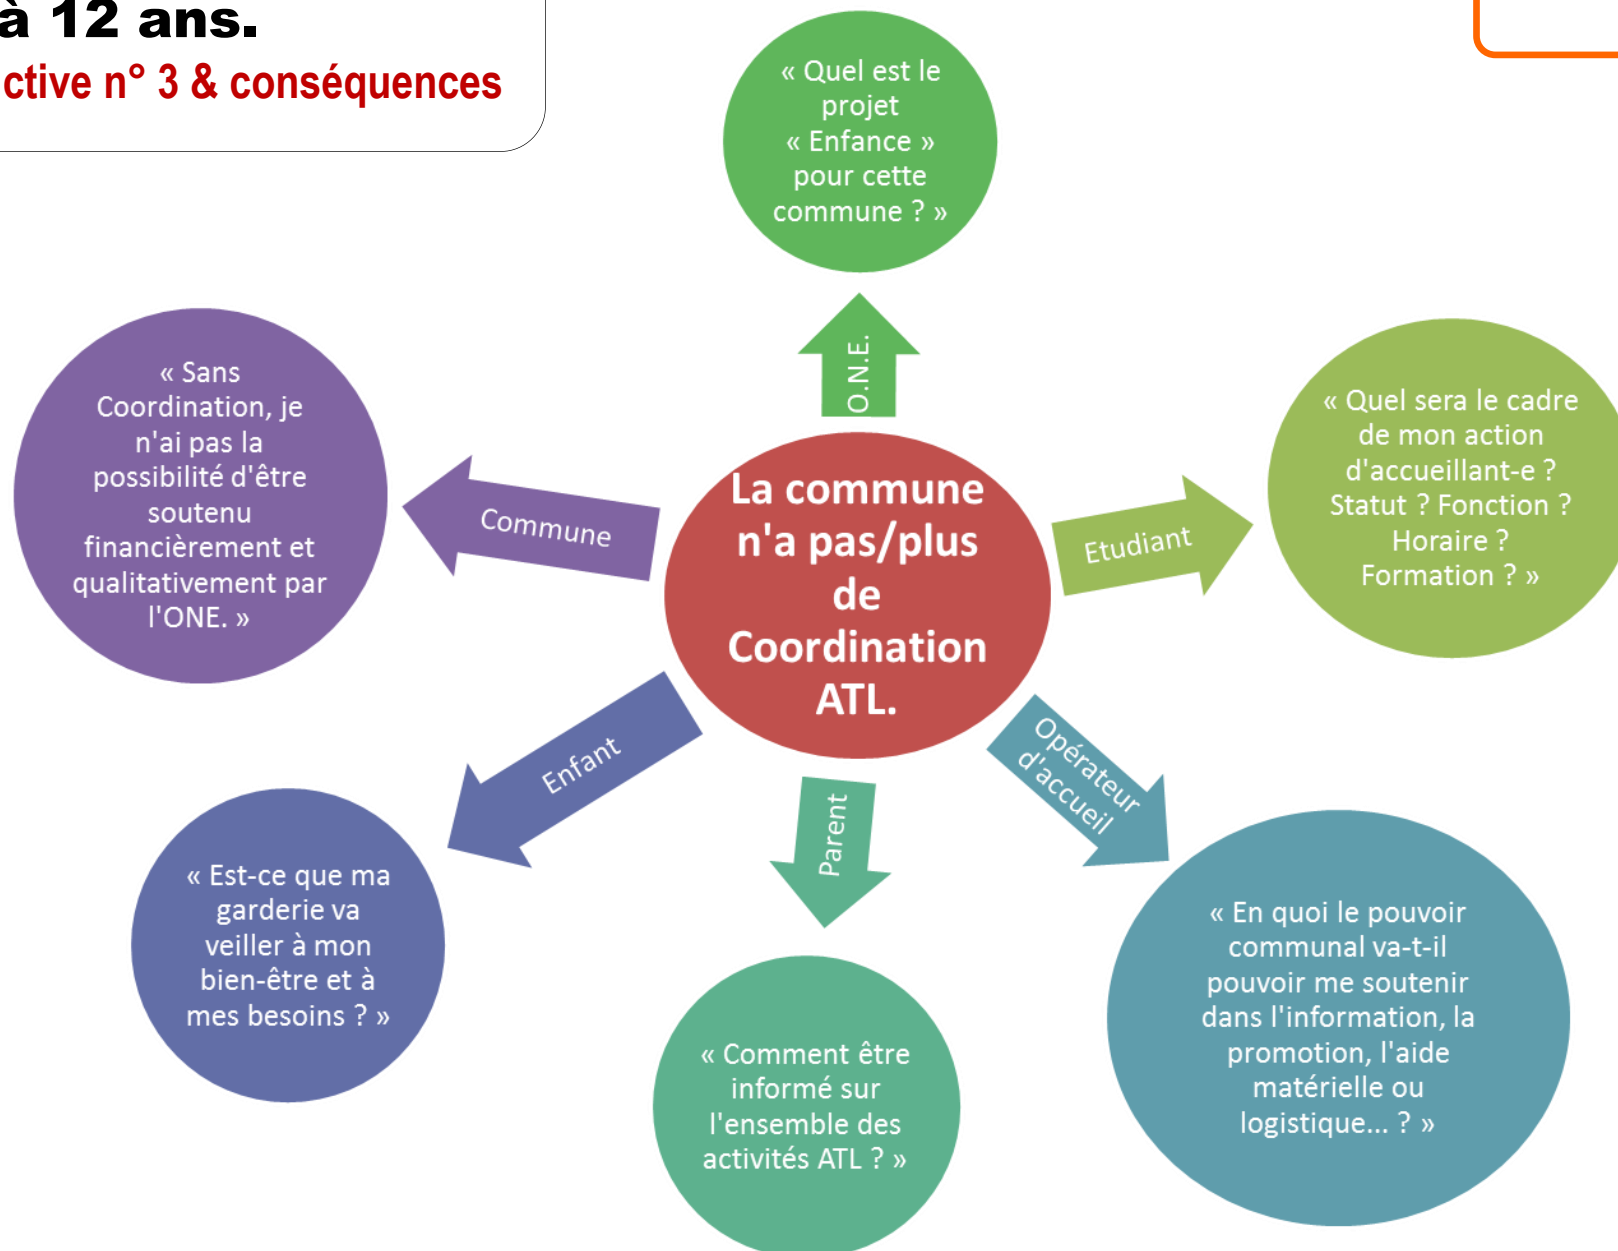 à 12 ans.
ctive n° 3 & conséquences
« Quel est le
projet
« Enfance »
pour cette
commune ? »
O.N.E.
« Sans
Coordination, je
n'ai pas la
possibilité d'être
soutenu
financièrement et
qualitativement par
l'ONE. »
Commune
La commune
n'a pas/plus
de
Coordination
ATL.
Etudiant
« Quel sera le cadre
de mon action
d'accueillant-e ?
Statut ? Fonction ?
Horaire ?
Formation ? »
Enfant
« Est-ce que ma
garderie va
veiller à mon
bien-être et à
mes besoins ? »
Parent
« Comment être
informé sur
l'ensemble des
activités ATL ? »
Opérateur
d'accueil
« En quoi le pouvoir
communal va-t-il
pouvoir me soutenir
dans l'information, la
promotion, l'aide
matérielle ou
logistique... ? »